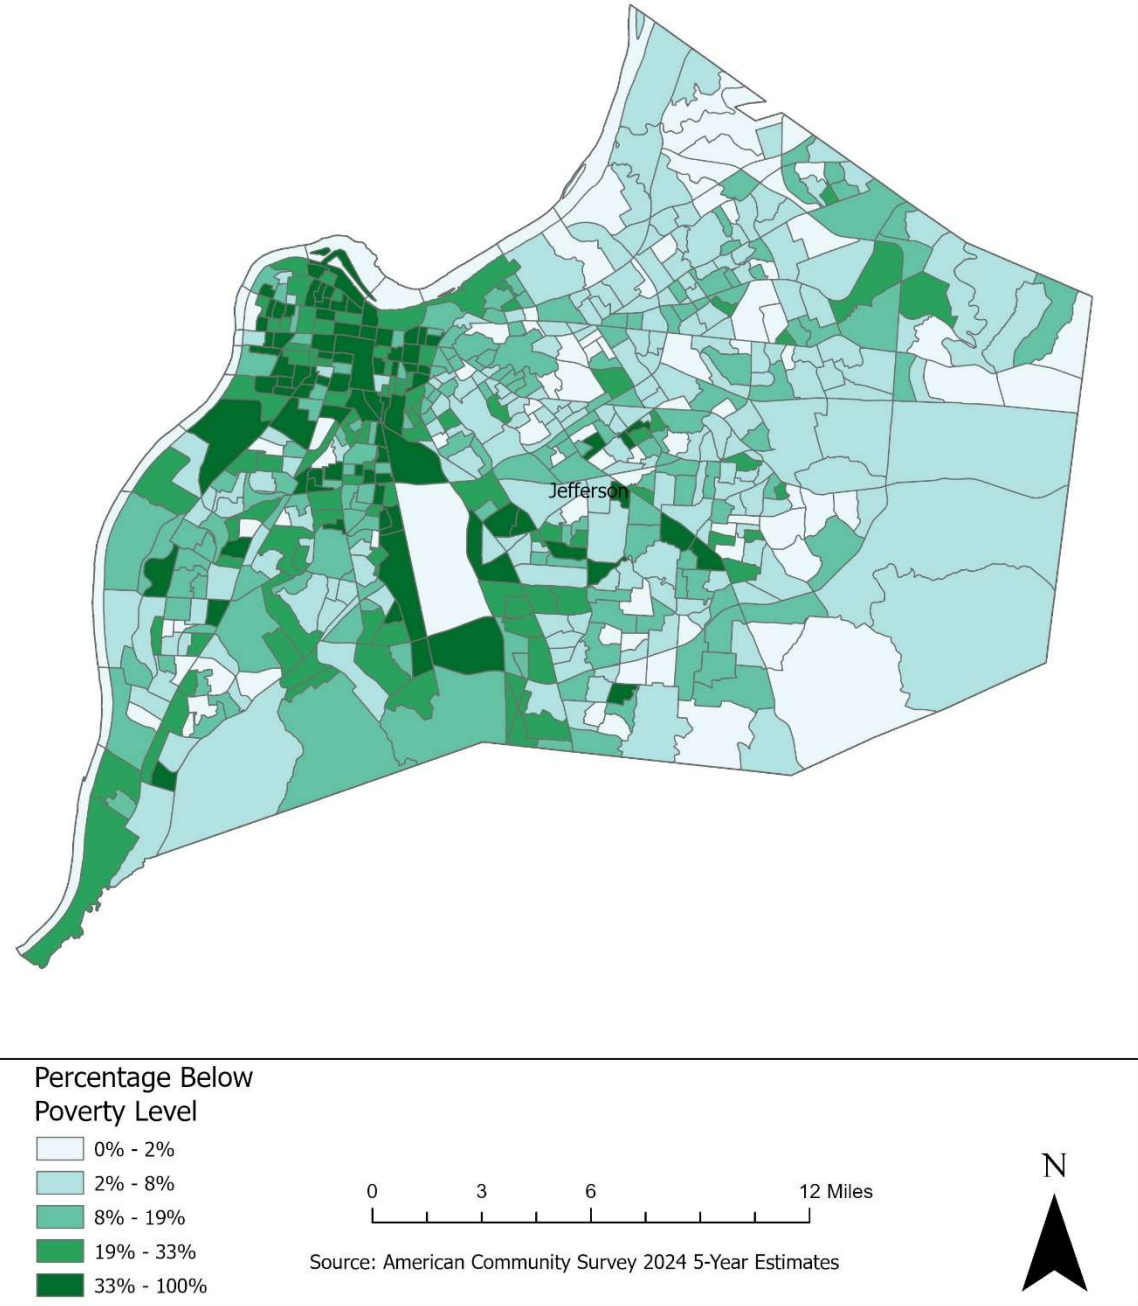 Jefferson
Percentage Below
Poverty Level
0% - 2%
2% - 8%
8% - 19%
19% - 33%
33% - 100%
0 3 6 12 Miles
Source: American Community Survey 2024 5-Year Estimates
N